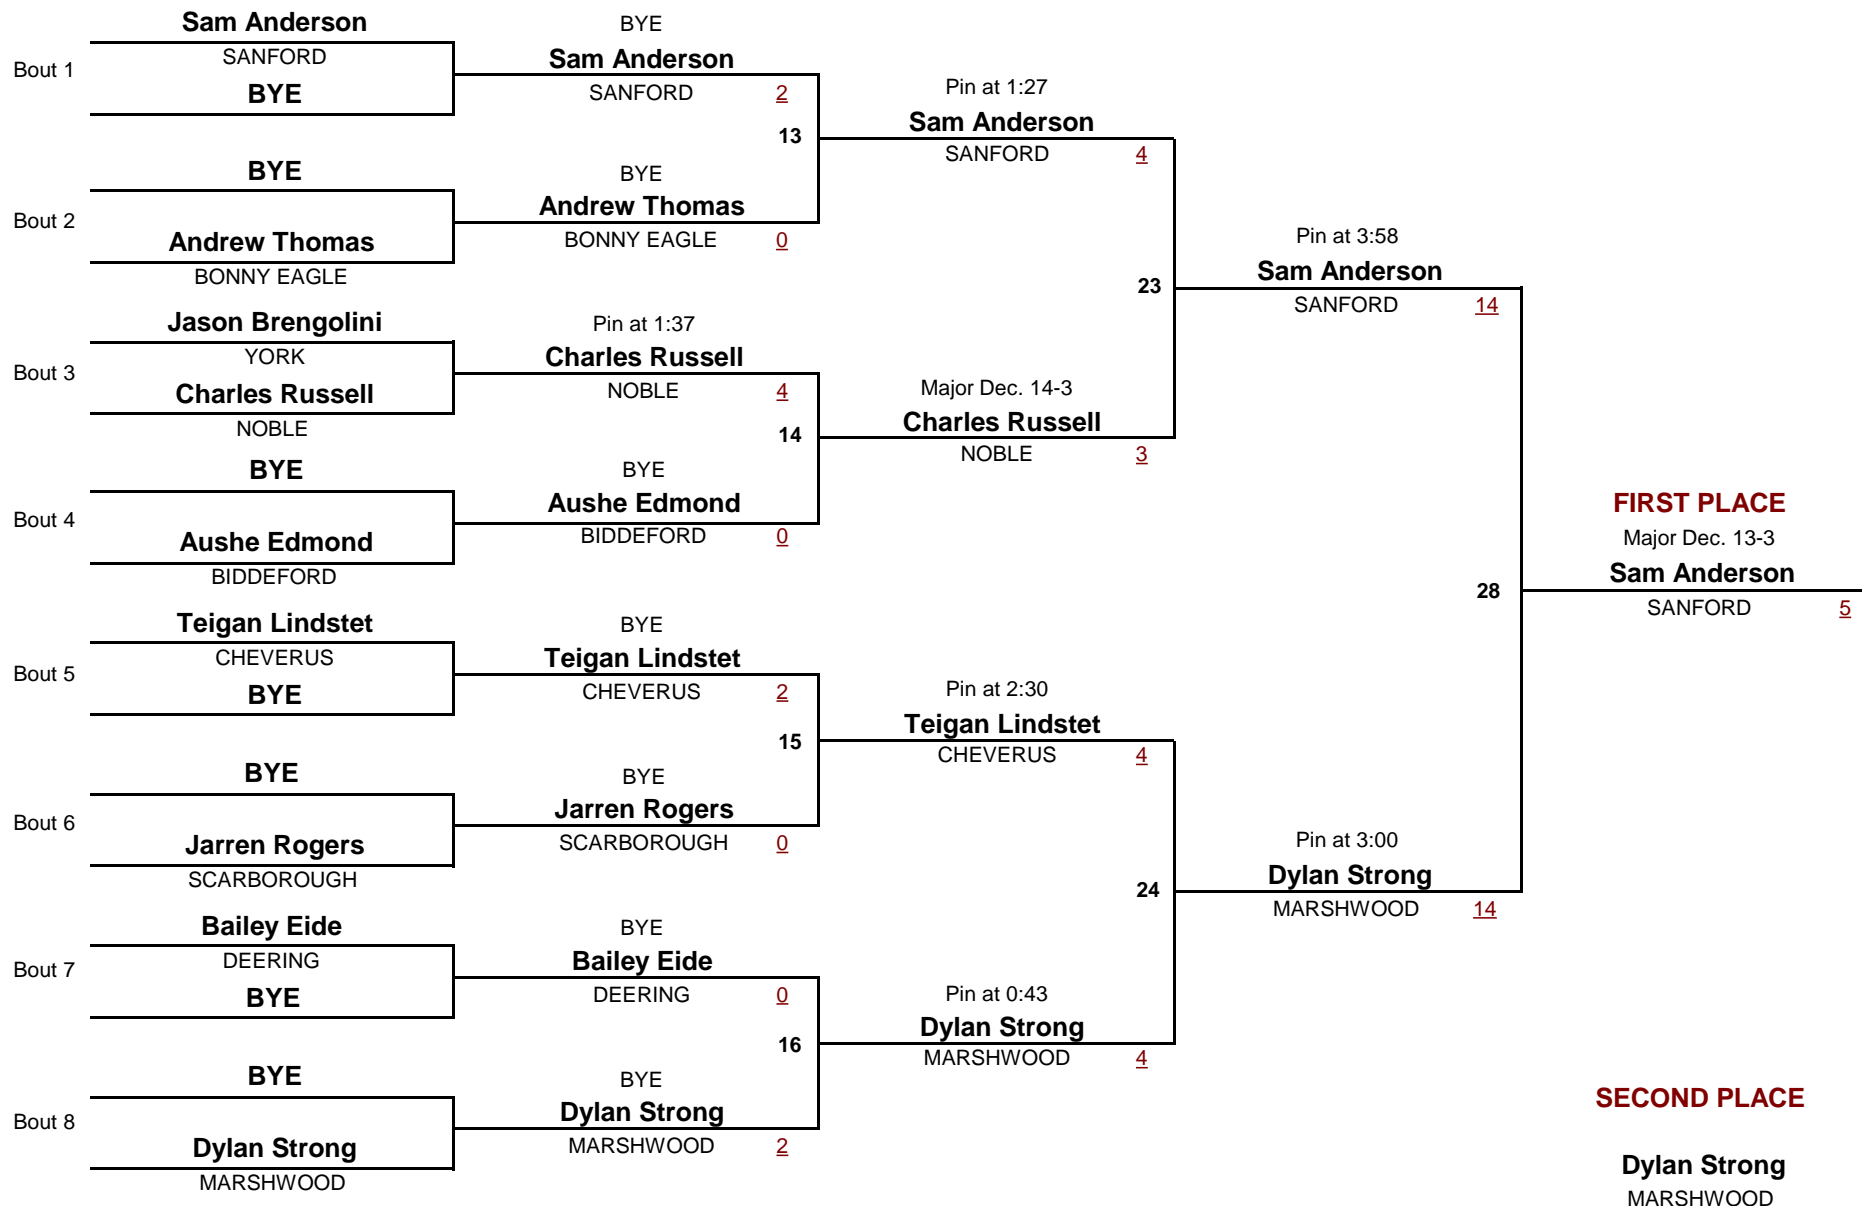 Sam Anderson
Bout 1
SANFORD
BYE
BYE
Bout 2
Andrew Thomas
BONNY EAGLE
Jason Brengolini
Bout 3
YORK
Charles Russell
NOBLE
BYE
Bout 4
Aushe Edmond
BIDDEFORD
Teigan Lindstet
Bout 5
CHEVERUS
BYE
BYE
Bout 6
Jarren Rogers
SCARBOROUGH
Bailey Eide
Bout 7
DEERING
BYE
BYE
Bout 8
Dylan Strong
MARSHWOOD
BYE
Sam Anderson
SANFORD 2
13
BYE
Andrew Thomas
BONNY EAGLE 0
Pin at 1:37
Charles Russell
NOBLE 4
14
BYE
Aushe Edmond
BIDDEFORD 0
BYE
Teigan Lindstet
CHEVERUS 2
15
BYE
Jarren Rogers
SCARBOROUGH 0
BYE
Bailey Eide
DEERING 0
16
BYE
Dylan Strong
MARSHWOOD 2
Pin at 1:27
Sam Anderson
SANFORD 4
23
Major Dec. 14-3
Charles Russell
NOBLE 3
Pin at 2:30
Teigan Lindstet
CHEVERUS 4
24
Pin at 0:43
Dylan Strong
MARSHWOOD 4
Pin at 3:58
Sam Anderson
SANFORD 14
28
Pin at 3:00
Dylan Strong
MARSHWOOD 14
FIRST PLACE
Major Dec. 13-3
Sam Anderson
SANFORD 5
SECOND PLACE
Dylan Strong
MARSHWOOD